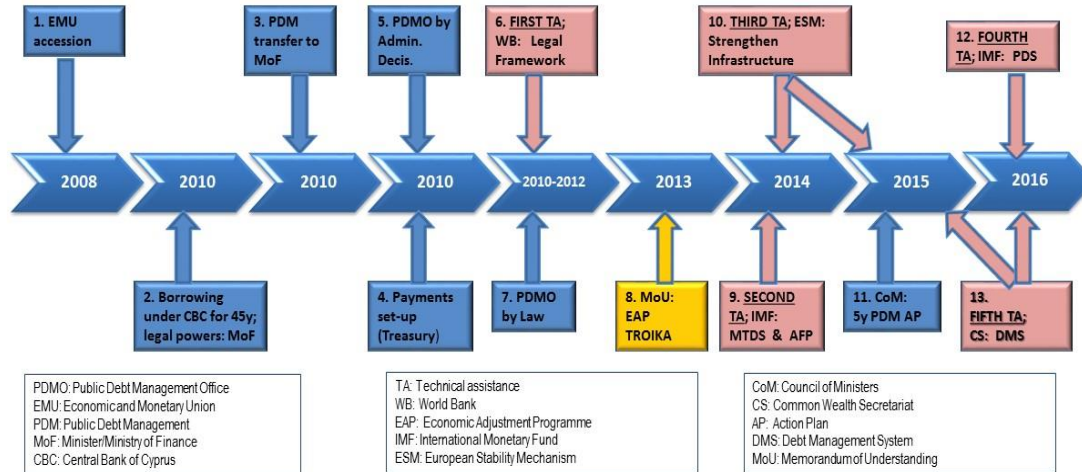 1. EMU
accession
3. PDM
transfer to
MoF
5. PDMO by
Admin.
Decis.
6. FIRST TA;
WB: Legal
Framework
10. THIRD TA; ESM:
Strengthen
Infrastructure
12. FOURTH
TA; IMF: PDS
2008
2010
2010
2010
2010-2012
2013
2014
2015
2016
2. Borrowing
under CBC for 45y;
legal powers: MoF
4. Payments
set-up
(Treasury)
7. PDMO
by Law
8. MoU:
EAP
TROIKA
9. SECOND
TA; IMF:
MTDS & AFP
11. CoM:
5y PDM AP
13.
FIFTH TA;
CS: DMS
PDMO: Public Debt Management Office
EMU: Economic and Monetary Union
PDM: Public Debt Management
MoF: Minister/Ministry of Finance
CBC: Central Bank of Cyprus
TA: Technical assistance
WB: World Bank
EAP: Economic Adjustment Programme
IMF: International Monetary Fund
ESM: European Stability Mechanism
CoM: Council of Ministers
CS: Common Wealth Secretariat
AP: Action Plan
DMS: Debt Management System
MoU: Memorandum of Understanding